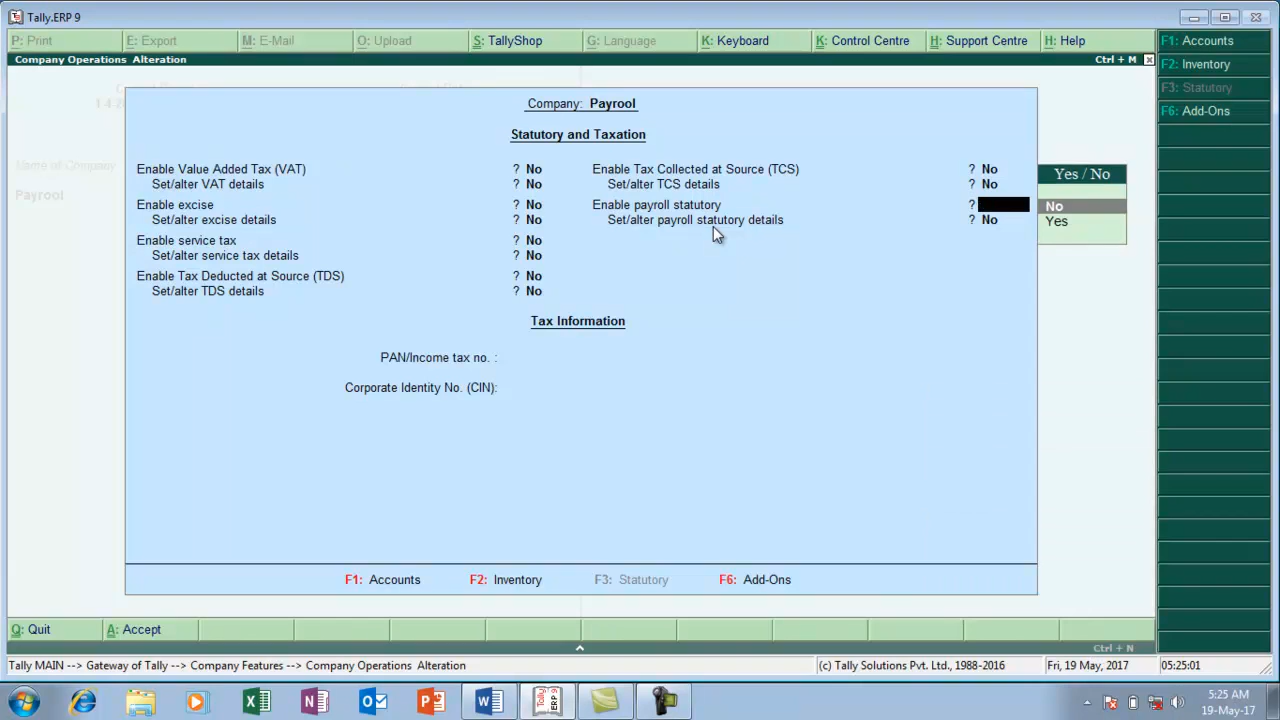 Tally.ERP 9
P: Print E: Export M: E-Mail O: Upload S: TallyShop G: Language K: Keyboard K: Control Centre H: Support Centre H: Help
F1: Accounts
Company Operations Alteration Ctrl + M
F2: Inventory
F3: Statutory
F6: Add-Ons
Company: Payrool
Statutory and Taxation
Enable Value Added Tax (VAT) ? No Enable Tax Collected at Source (TCS) ? No
Set/alter VAT details ? No Set/alter TCS details ? No
Enable excise ? No Enable payroll statutory ?
Set/alter excise details ? No Set/alter payroll statutory details ? No
Enable service tax ? No
Set/alter service tax details ? No
Enable Tax Deducted at Source (TDS) ? No
Set/alter TDS details ? No
Yes / No
No
Yes
Name of Company
Payrool
Tax Information
PAN/Income tax no. :
Corporate Identity No. (CIN):
F1: Accounts F2: Inventory F3: Statutory F6: Add-Ons
Q: Quit A: Accept
Ctrl + N
Tally MAIN --> Gateway of Tally --> Company Features --> Company Operations Alteration (c) Tally Solutions Pvt. Ltd., 1988-2016 Fri, 19 May, 2017 05:25:01
5:25 AM
19-May-17